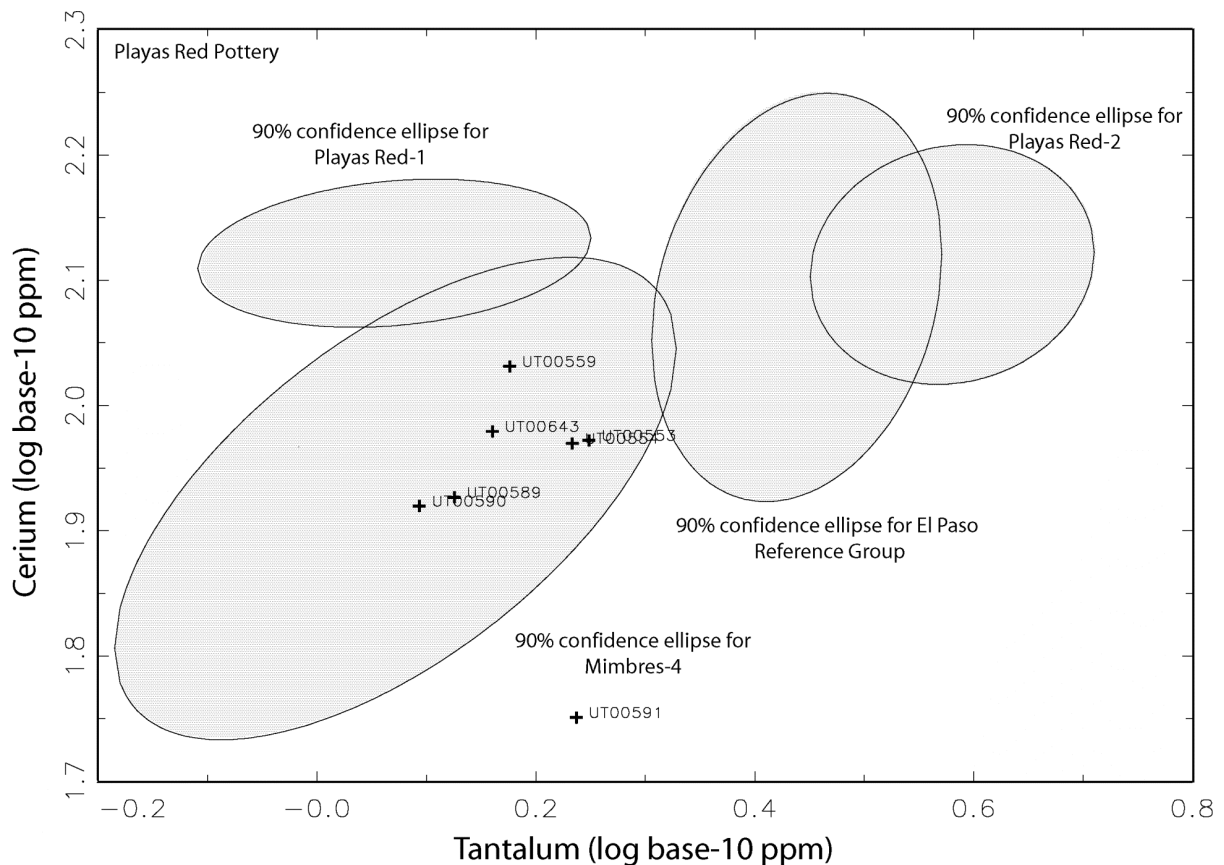 2.3
Playas Red Pottery
90% confidence ellipse for
Playas Red-1
90% confidence ellipse for
Playas Red-2
2.2
2.1
2.0
1.9
1.8
1.7
Cerium (log base-10 ppm)
UT00559
UT00643
UT00553
UT00554
UT00589
UT00590
90% confidence ellipse for El Paso
Reference Group
90% confidence ellipse for
Mimbres-4
UT00591
−0.2
−0.0
0.2
0.4
0.6
0.8
Tantalum (log base-10 ppm)